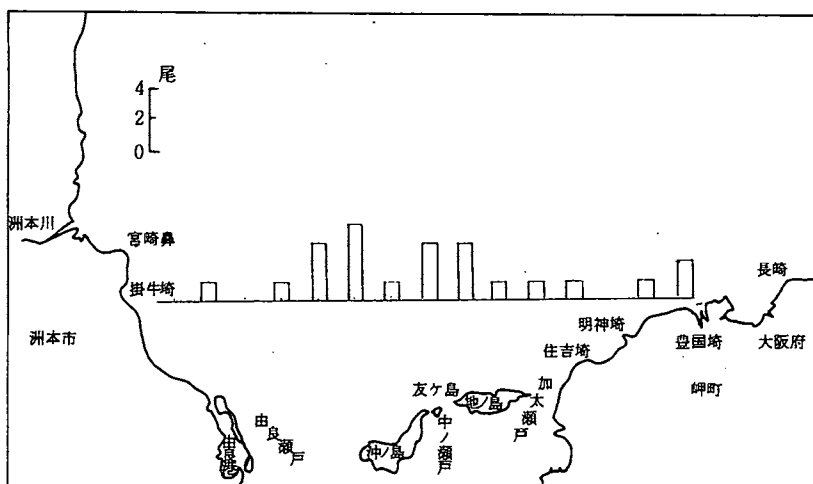 尾
4
2
0
洲本川
宮崎鼻
掛牛埼
洲本市
長崎
明神埼
豊国埼
大阪府
住吉埼
岬町
友ケ島
加太瀬戸
地ノ島
中ノ瀬戸
沖ノ島
由良瀬戸